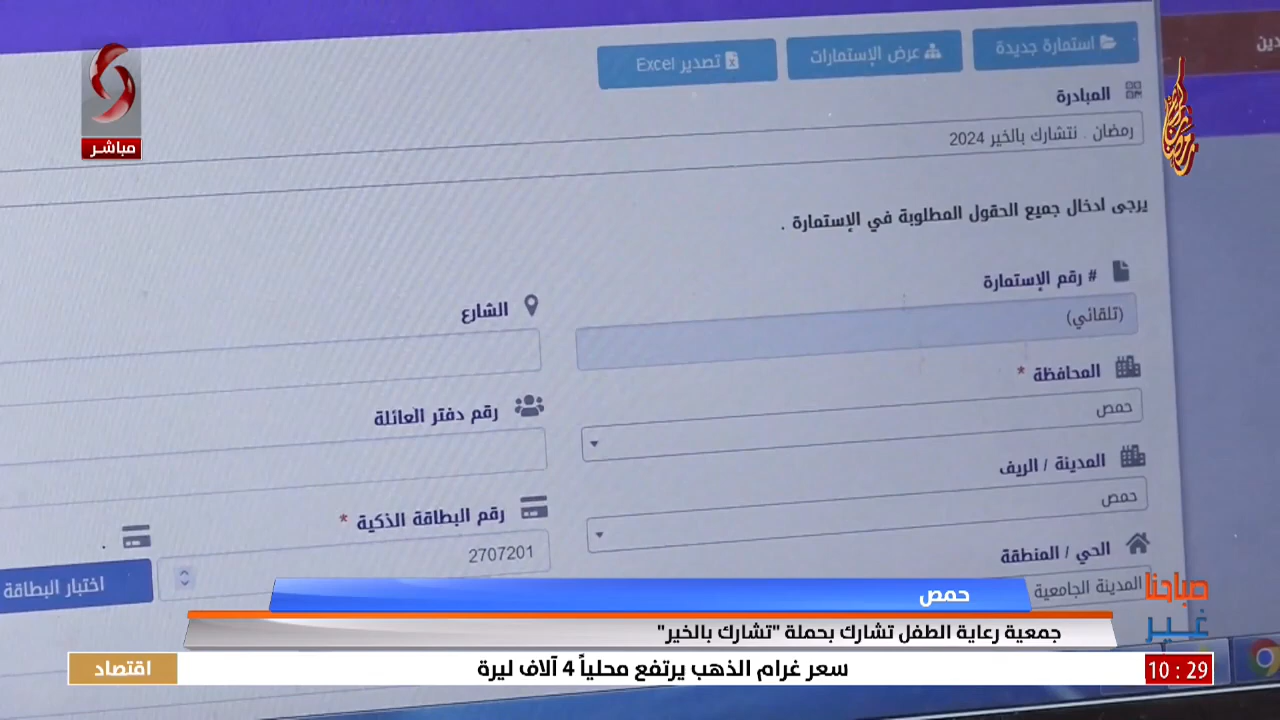 استمارة جديدة
عرض الإستمارات
تصدير Excel
دين
مباشر
المبادرة
رمضان . نتشارك بالخير 2024
يرجى ادخال جميع الحقول المطلوبة في الإستمارة .
# رقم الإستمارة
(تلقائي)
الشارع
المحافظة *
حمص
رقم دفتر العائلة
المدينة / الريف
حمص
رقم البطاقة الذكية *
2707201
.
الحي / المنطقة
المدينة الجامعية
اختبار البطاقة
صباحنا
غير
حمص
جمعية رعاية الطفل تشارك بحملة "تشارك بالخير"
10 : 29
سعر غرام الذهب يرتفع محلياً 4 آلاف ليرة
اقتصاد